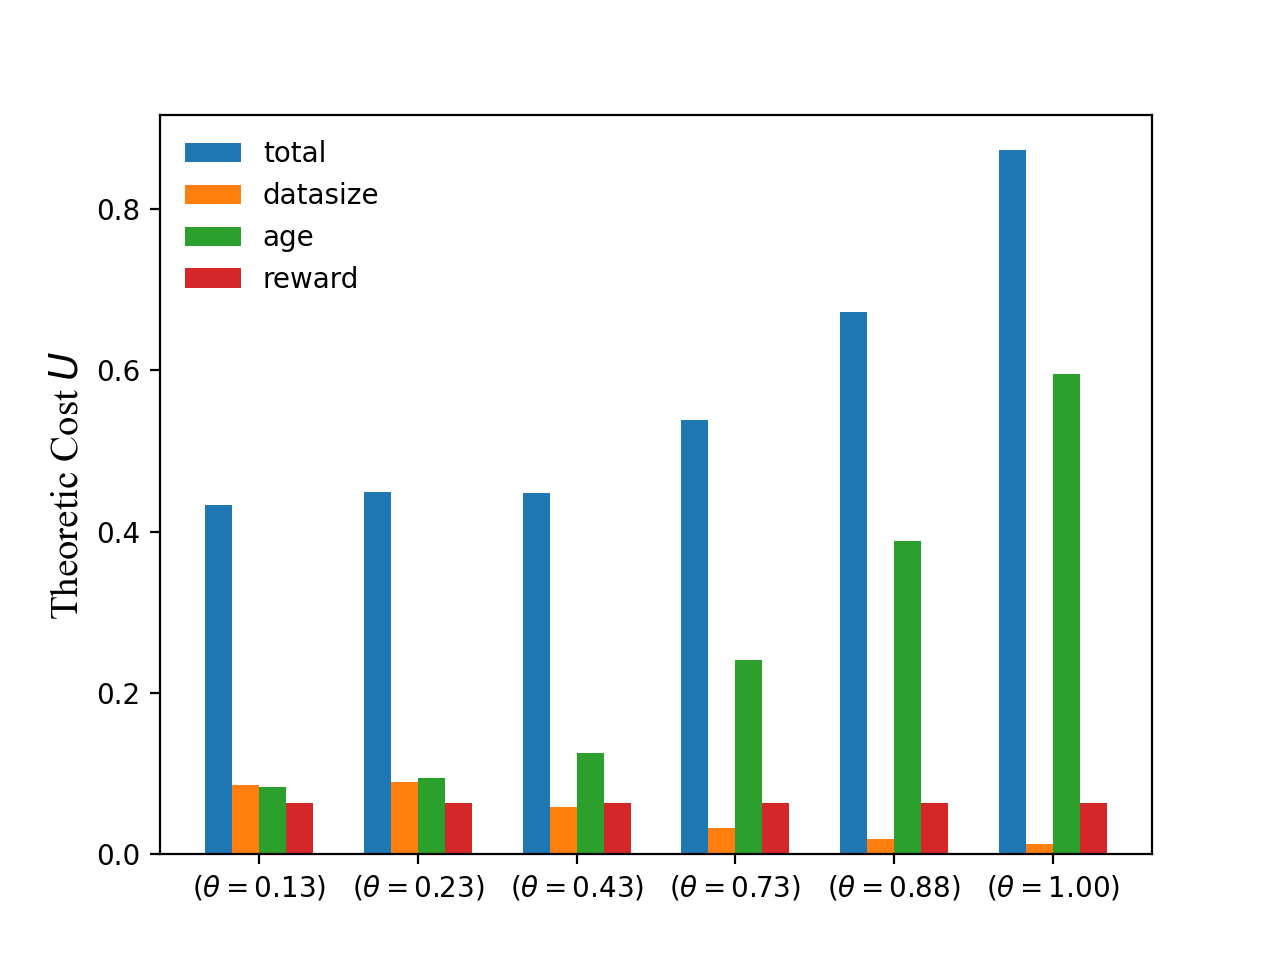 total
datasize
age
reward
0.8
0.6
0.4
0.2
0.0
Theoretic Cost U
(θ = 0.13) (θ = 0.23) (θ = 0.43) (θ = 0.73) (θ = 0.88) (θ = 1.00)